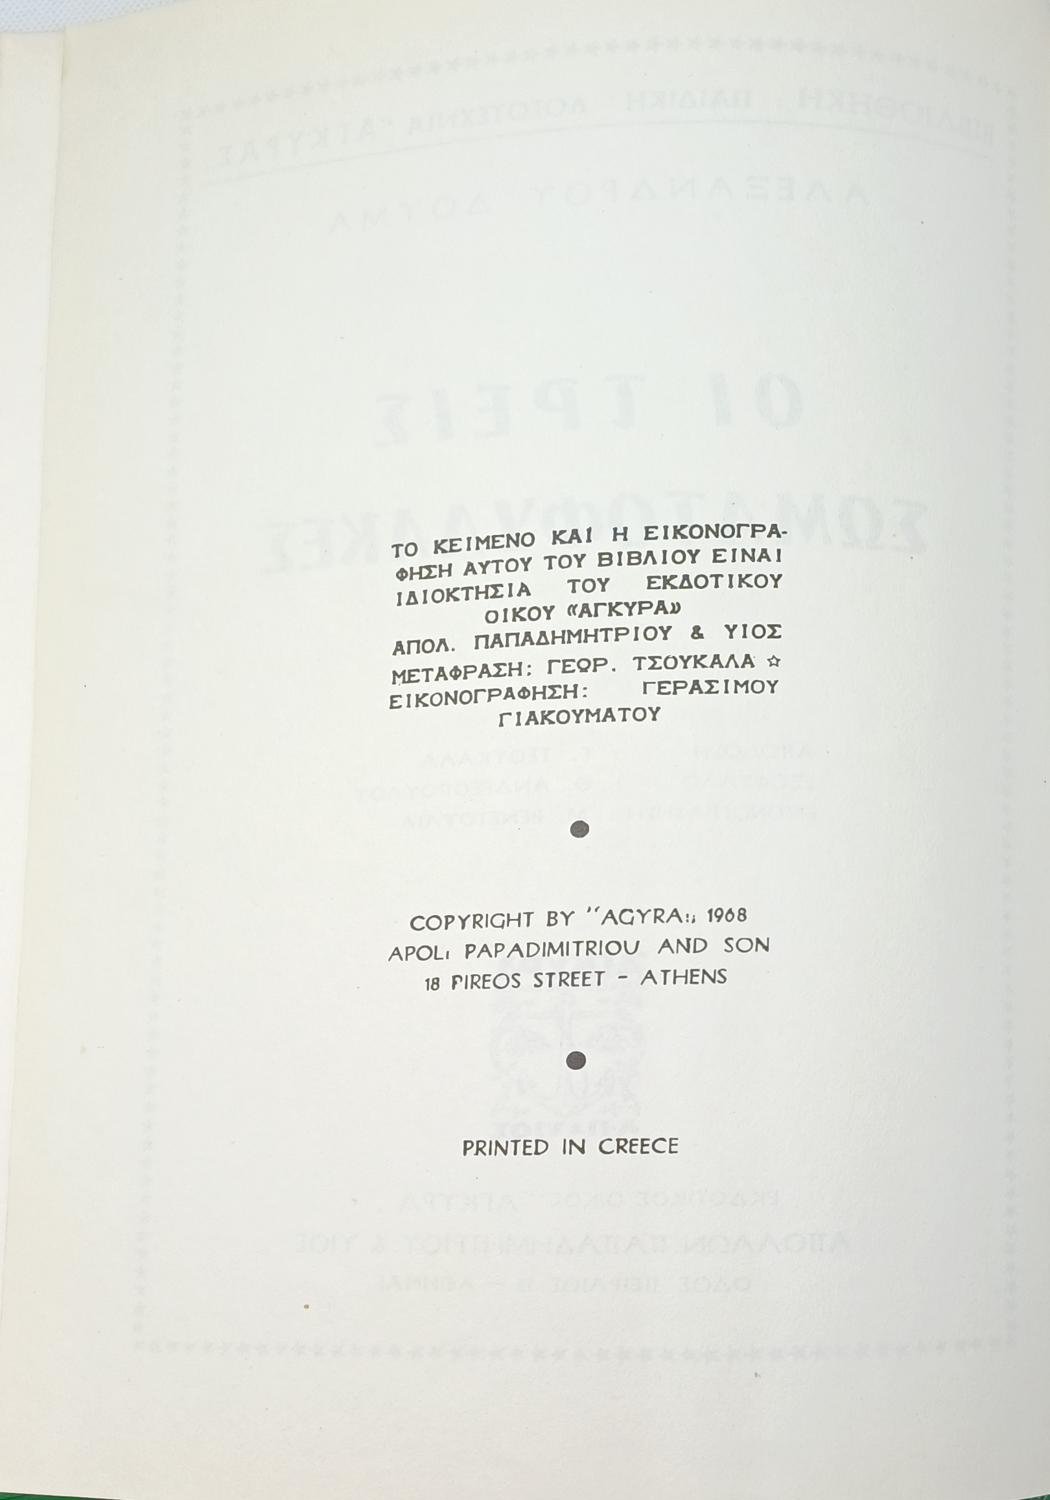 ΤΟ ΚΕΙΜΕΝΟ ΚΑΙ Η ΕΙΚΟΝΟΓΡΑ-
ΦΗΣΗ ΑΥΤΟΥ ΤΟΥ ΒΙΒΛΙΟΥ ΕΙΝΑΙ
ΙΔΙΟΚΤΗΣΙΑ ΤΟΥ ΕΚΔΟΤΙΚΟΥ
ΟΙΚΟΥ «ΑΓΚΥΡΑ»
ΑΠΟΛ. ΠΑΠΑΔΗΜΗΤΡΙΟΥ & ΥΙΟΣ
ΜΕΤΑΦΡΑΣΗ: ΓΕΩΡ. ΤΣΟΥΚΑΛΑ ☆
ΕΙΚΟΝΟΓΡΑΦΗΣΗ: ΓΕΡΑΣΙΜΟΥ
ΓΙΑΚΟΥΜΑΤΟΥ
COPYRIGHT BY "AGYRA:, 1968
APOL: PAPADIMITRIOU AND SON
18 PIREOS STREET - ATHENS
PRINTED IN GREECE